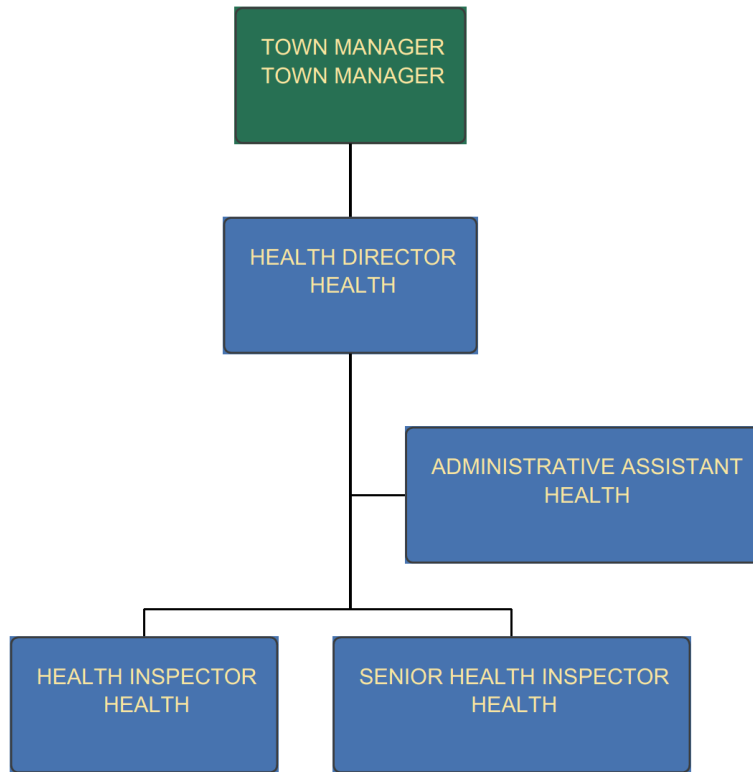 TOWN MANAGER
TOWN MANAGER
HEALTH DIRECTOR
HEALTH
ADMINISTRATIVE ASSISTANT
HEALTH
HEALTH INSPECTOR
HEALTH
SENIOR HEALTH INSPECTOR
HEALTH